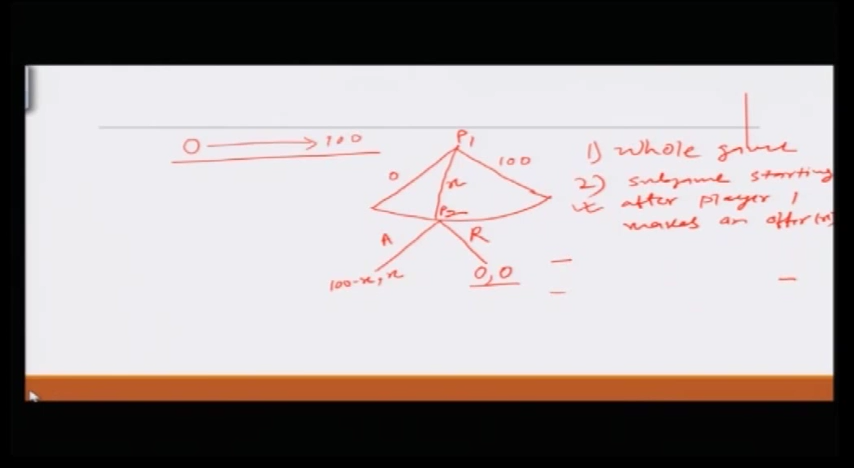 0 → 100
P1
0
x
100
P2
A
R
100-x, x
0,0
1) whole game
2) subgame starting
after player 1
makes an offer (x)